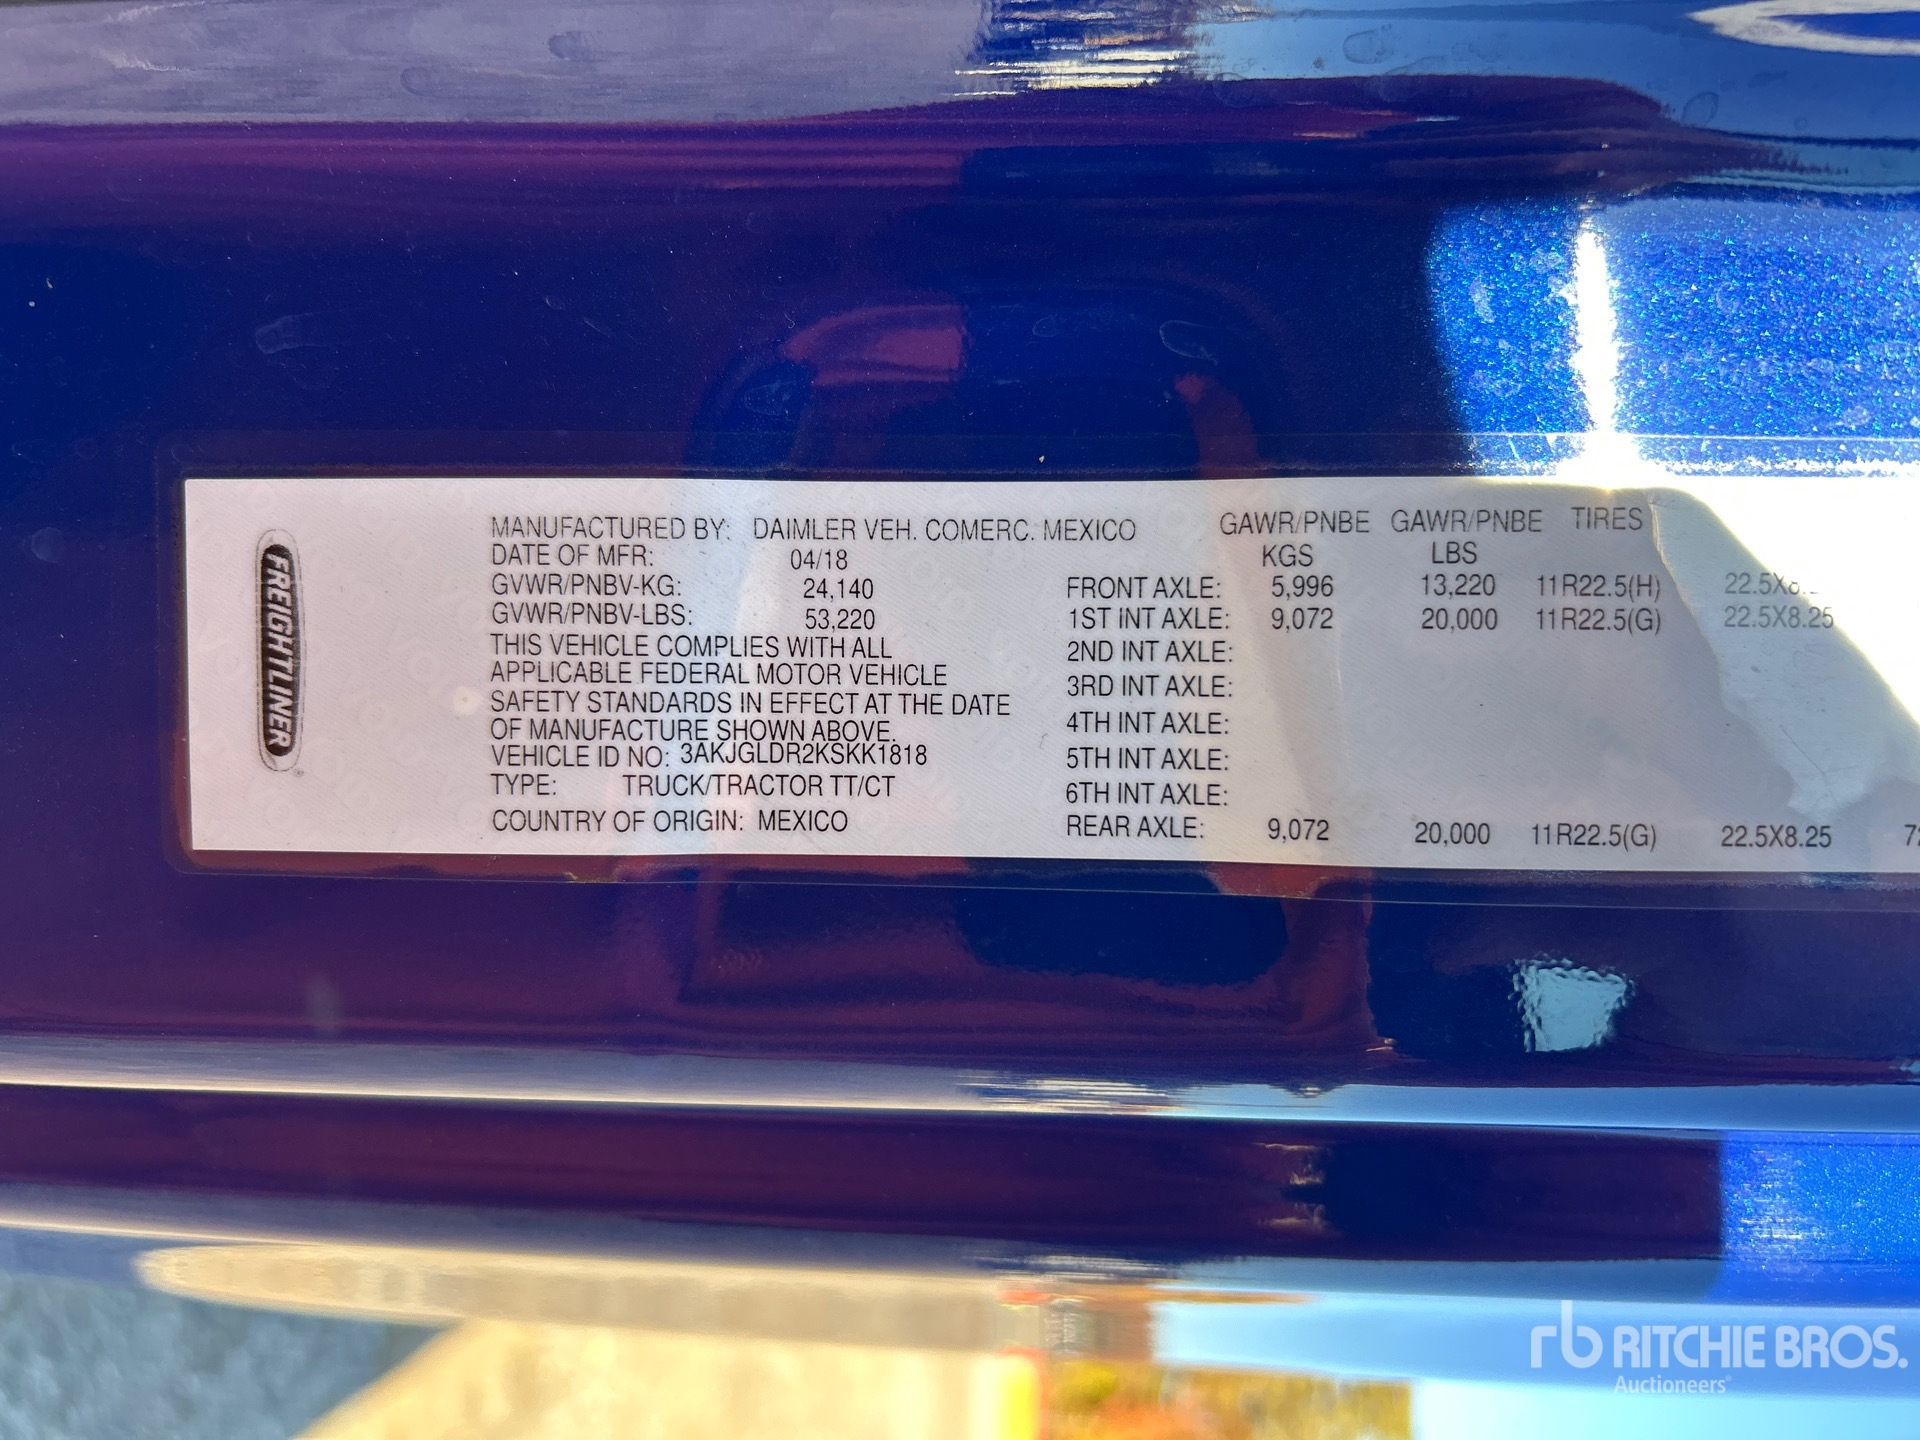 FREIGHTLINER
MANUFACTURED BY: DAIMLER VEH. COMERC. MEXICO
DATE OF MFR: 04/18
GVWR/PNBV-KG: 24,140
GVWR/PNBV-LBS: 53,220
THIS VEHICLE COMPLIES WITH ALL
APPLICABLE FEDERAL MOTOR VEHICLE
SAFETY STANDARDS IN EFFECT AT THE DATE
OF MANUFACTURE SHOWN ABOVE.
VEHICLE ID NO: 3AKJGLDR2KSKK1818
TYPE: TRUCK/TRACTOR TT/CT
COUNTRY OF ORIGIN: MEXICO
GAWR/PNBE GAWR/PNBE TIRES
KGS LBS
FRONT AXLE: 5,996 13,220 11R22.5(H)
1ST INT AXLE: 9,072 20,000 11R22.5(G) 22.5X8.25
2ND INT AXLE:
3RD INT AXLE:
4TH INT AXLE:
5TH INT AXLE:
6TH INT AXLE:
REAR AXLE: 9,072 20,000 11R22.5(G) 22.5X8.25
rb RITCHIE BROS.
Auctioneers